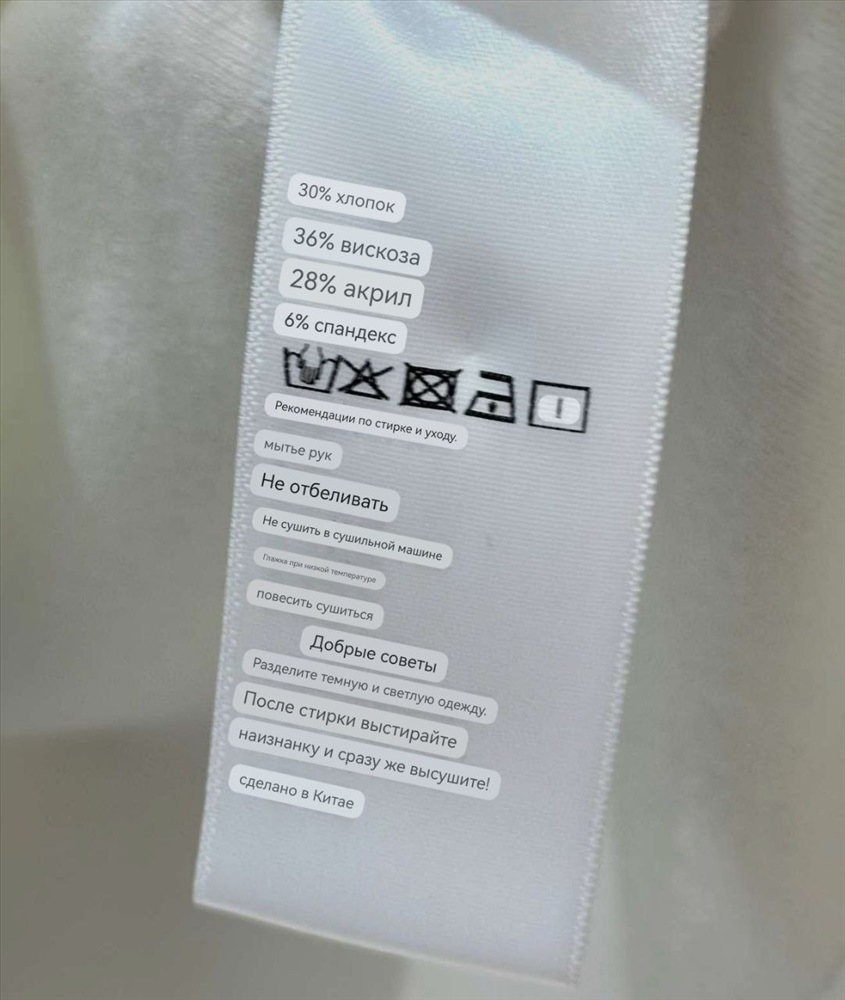 30% хлопок
36% вискоза
28% акрил
6% спандекс
Рекомендации по стирке и уходу.
мытье рук
Не отбеливать
Не сушить в сушильной машине
Глажка при низкой температуре
повесить сушиться
Добрые советы
Разделите темную и светлую одежду.
После стирки выстирайте
наизнанку и сразу же высушите!
сделано в Китае